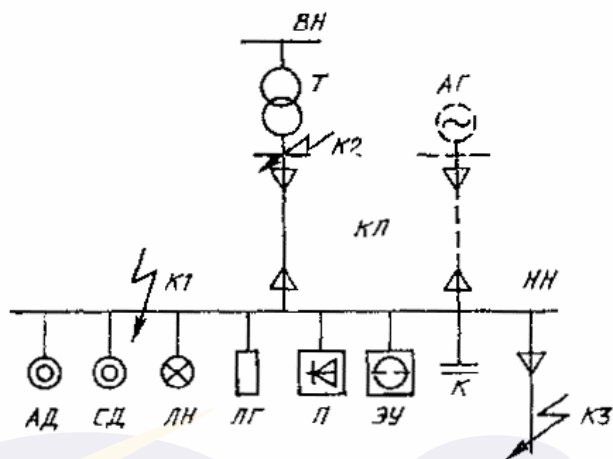 ВН
Т
АГ
К2
КЛ
К1
НН
АД СД ЛН ЛГ П ЭУ К К3